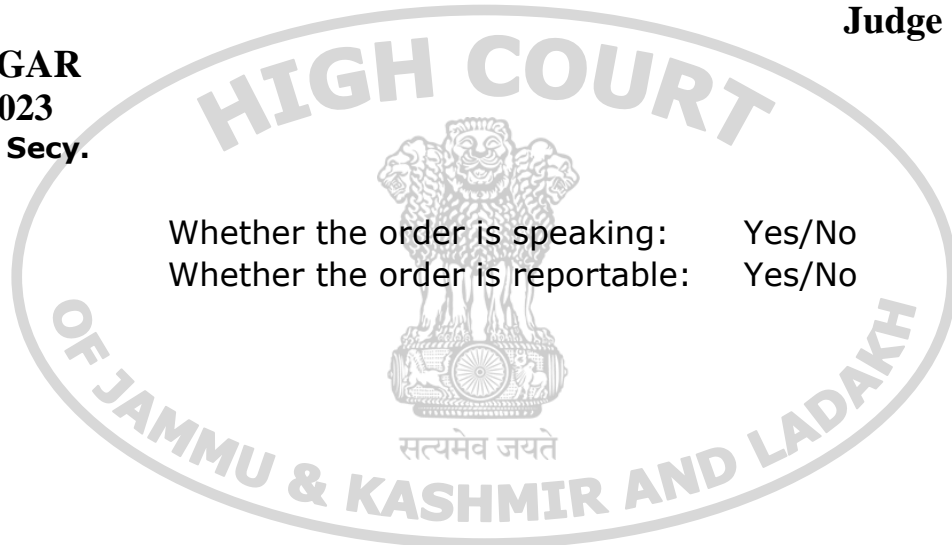 Judge
GAR
023
Secy.
HIGH COURT
Whether the order is speaking: Yes/No
Whether the order is reportable: Yes/No
सत्यमेव जयते
OF JAMMU & KASHMIR AND LADAKH